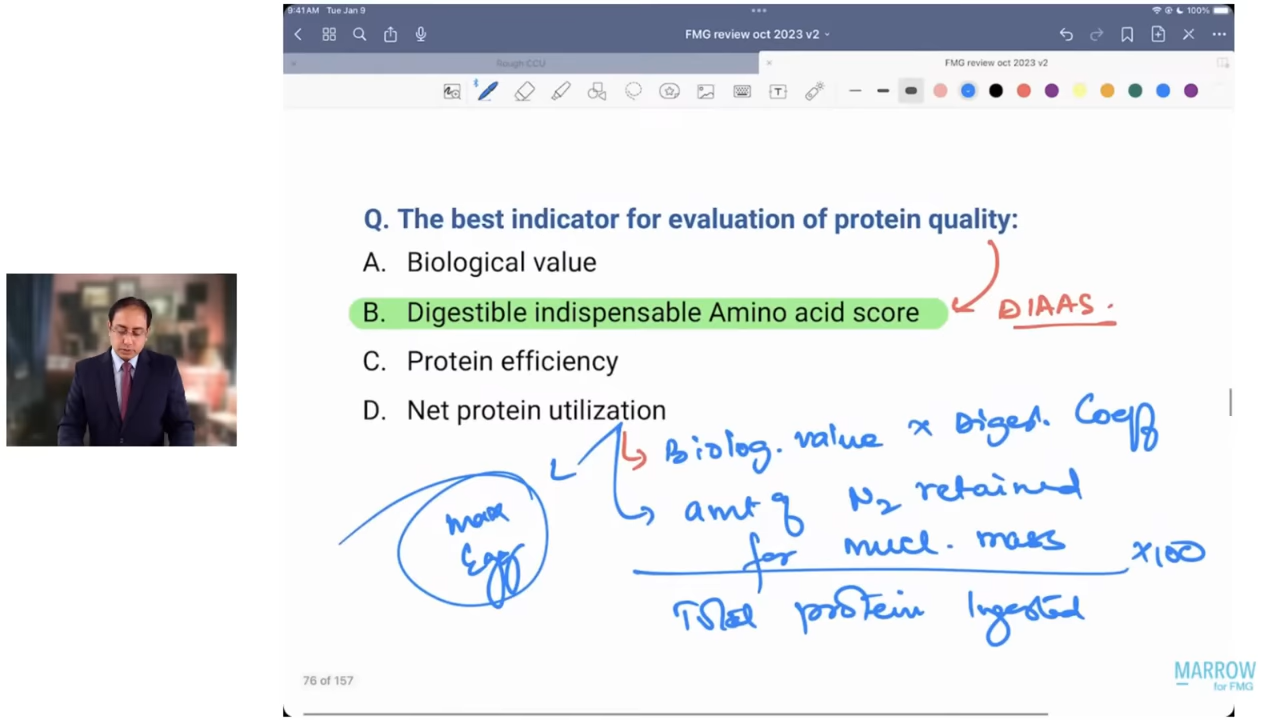 9:41 AM Tue Jan 9
100%
FMG review oct 2023 v2
Rough CCU
FMG review oct 2023 v2
Q. The best indicator for evaluation of protein quality:
A. Biological value
B. Digestible indispensable Amino acid score
DIAAS.
C. Protein efficiency
D. Net protein utilization
Biolog. value x Digest. Coeff
amt of N2 retained
for mucl. mass
x100
Total protein Ingested
max
Egg
76 of 157
MARROW
for FMG